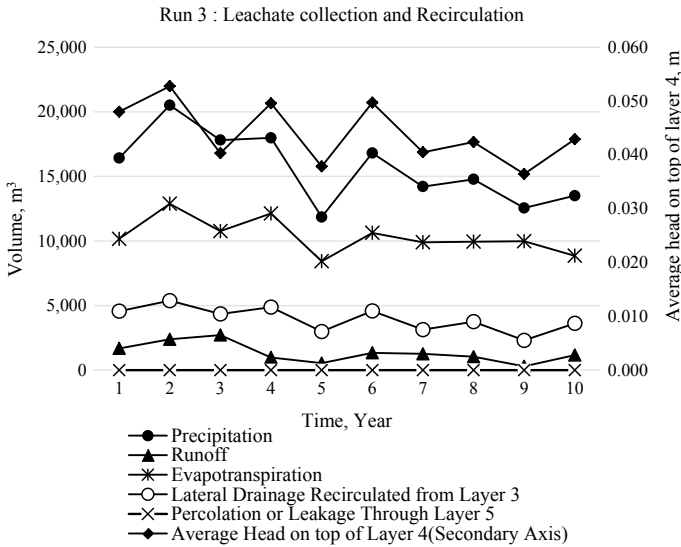 Run 3 : Leachate collection and Recirculation
25,000
20,000
15,000
10,000
5,000
0
Volume, m³
0.060
0.050
0.040
0.030
0.020
0.010
0.000
Average head on top of layer 4, m
1 2 3 4 5 6 7 8 9 10
Time, Year
Precipitation
Runoff
Evapotranspiration
Lateral Drainage Recirculated from Layer 3
Percolation or Leakage Through Layer 5
Average Head on top of Layer 4(Secondary Axis)